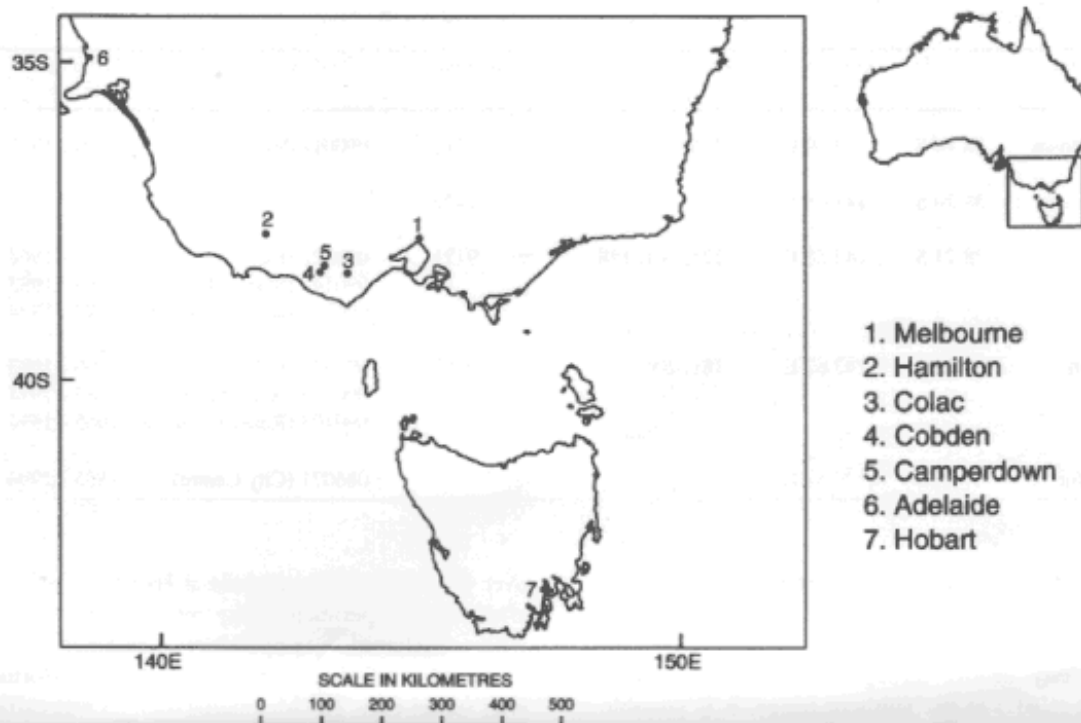 35S
6
2
1
5
4
3
40S
7
140E
150E
SCALE IN KILOMETRES
0 100 200 300 400 500
1. Melbourne
2. Hamilton
3. Colac
4. Cobden
5. Camperdown
6. Adelaide
7. Hobart